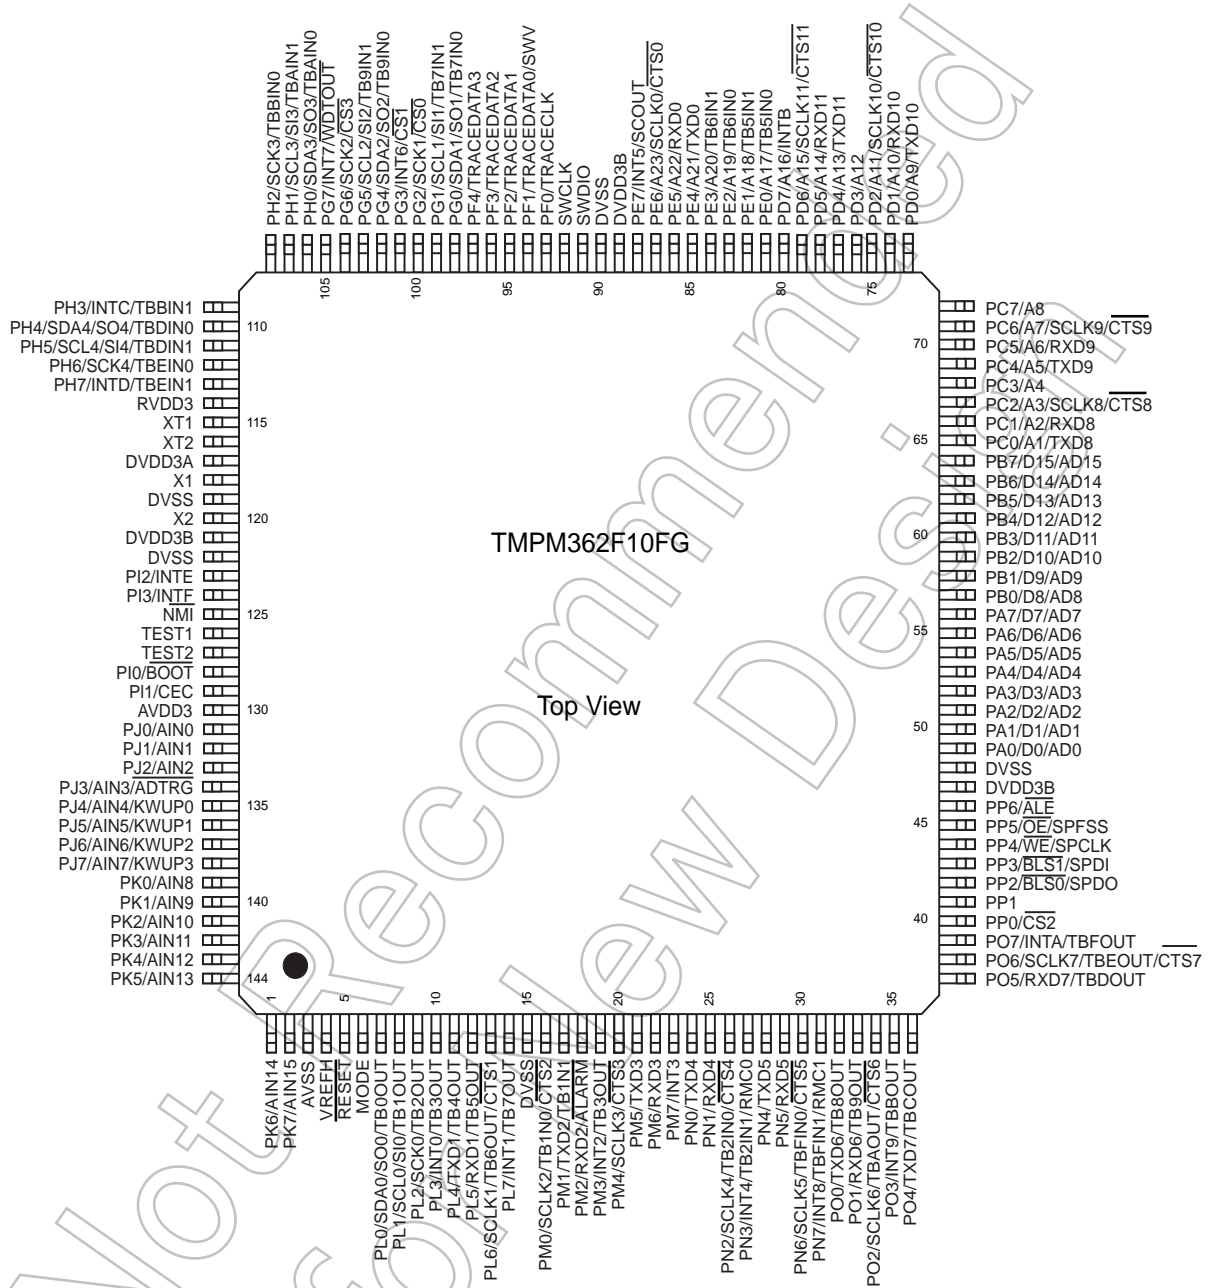 PH2/SCK3/TBBIN0
PH1/SCL3/SI3/TBAIN1
PH0/SDA3/SO3/TBAIN0
PG7/INT7/WDTOUT
PG6/SCK2/CS3
PG5/SCL2/SI2/TB9IN1
PG4/SDA2/SO2/TB9IN0
PG3/INT6/CS1
PG2/SCK1/CS0
PG1/SCL1/SI1/TB7IN1
PG0/SDA1/SO1/TB7IN0
PF4/TRACEDATA3
PF3/TRACEDATA2
PF2/TRACEDATA1
PF1/TRACEDATA0/SWV
PF0/TRACECLK
SWCLK
SWDIO
DVSS
DVDD3B
PE7/INT5/SCOUT
PE6/A23/SCLK0/CTS0
PE5/A22/RXD0
PE4/A21/TXD0
PE3/A20/TB6IN1
PE2/A19/TB6IN0
PE1/A18/TB5IN1
PE0/A17/TB5IN0
PD7/A16/INTB
PD6/A15/SCLK11/CTS11
PD5/A14/RXD11
PD4/A13/TXD11
PD3/A12
PD2/A11/SCLK10/CTS10
PD1/A10/RXD10
PD0/A9/TXD10
105
100
95
90
85
80
75
PH3/INTC/TBBIN1
PH4/SDA4/SO4/TBDIN0
110
PH5/SCL4/SI4/TBDIN1
PH6/SCK4/TBEIN0
PH7/INTD/TBEIN1
RVDD3
XT1
115
XT2
DVDD3A
X1
DVSS
X2
120
DVDD3B
DVSS
PI2/INTE
PI3/INTF
NMI
125
TEST1
TEST2
PI0/BOOT
PI1/CEC
AVDD3
130
PJ0/AIN0
PJ1/AIN1
PJ2/AIN2
PJ3/AIN3/ADTRG
PJ4/AIN4/KWUP0
135
PJ5/AIN5/KWUP1
PJ6/AIN6/KWUP2
PJ7/AIN7/KWUP3
PK0/AIN8
PK1/AIN9
140
PK2/AIN10
PK3/AIN11
PK4/AIN12
PK5/AIN13
144
TMPM362F10FG
Top View
PC7/A8
PC6/A7/SCLK9/CTS9
70
PC5/A6/RXD9
PC4/A5/TXD9
PC3/A4
PC2/A3/SCLK8/CTS8
PC1/A2/RXD8
65
PC0/A1/TXD8
PB7/D15/AD15
PB6/D14/AD14
PB5/D13/AD13
PB4/D12/AD12
60
PB3/D11/AD11
PB2/D10/AD10
PB1/D9/AD9
PB0/D8/AD8
PA7/D7/AD7
55
PA6/D6/AD6
PA5/D5/AD5
PA4/D4/AD4
PA3/D3/AD3
PA2/D2/AD2
50
PA1/D1/AD1
PA0/D0/AD0
DVSS
DVDD3B
PP6/ALE
45
PP5/OE/SPFSS
PP4/WE/SPCLK
PP3/BLS1/SPDI
PP2/BLS0/SPDO
PP1
40
PP0/CS2
PO7/INTA/TBFOUT
PO6/SCLK7/TBEOUT/CTS7
PO5/RXD7/TBDOUT
1
5
10
15
20
25
30
35
PK6/AIN14
PK7/AIN15
AVSS
VREFH
RESET
MODE
PL0/SDA0/SO0/TB0OUT
PL1/SCL0/SI0/TB1OUT
PL2/SCK0/TB2OUT
PL3/INT0/TB3OUT
PL4/TXD1/TB4OUT
PL5/RXD1/TB5OUT
PL6/SCLK1/TB6OUT/CTS1
PL7/INT1/TB7OUT
DVSS
PM0/SCLK2/TB1N0/CTS2
PM1/TXD2/TB1N1
PM2/RXD2/ALARM
PM3/INT2/TB3OUT
PM4/SCLK3/CTS3
PM5/TXD3
PM6/RXD3
PM7/INT3
PN0/TXD4
PN1/RXD4
PN2/SCLK4/TB2IN0/CTS4
PN3/INT4/TB2IN1/RMC0
PN4/TXD5
PN5/RXD5
PN6/SCLK5/TBFIN0/CTS5
PN7/INT8/TBFIN1/RMC1
PO0/TXD6/TB8OUT
PO1/RXD6/TB9OUT
PO2/SCLK6/TBAOUT/CTS6
PO3/INT9/TBBOUT
PO4/TXD7/TBCOUT
Not Recommended
for New Design